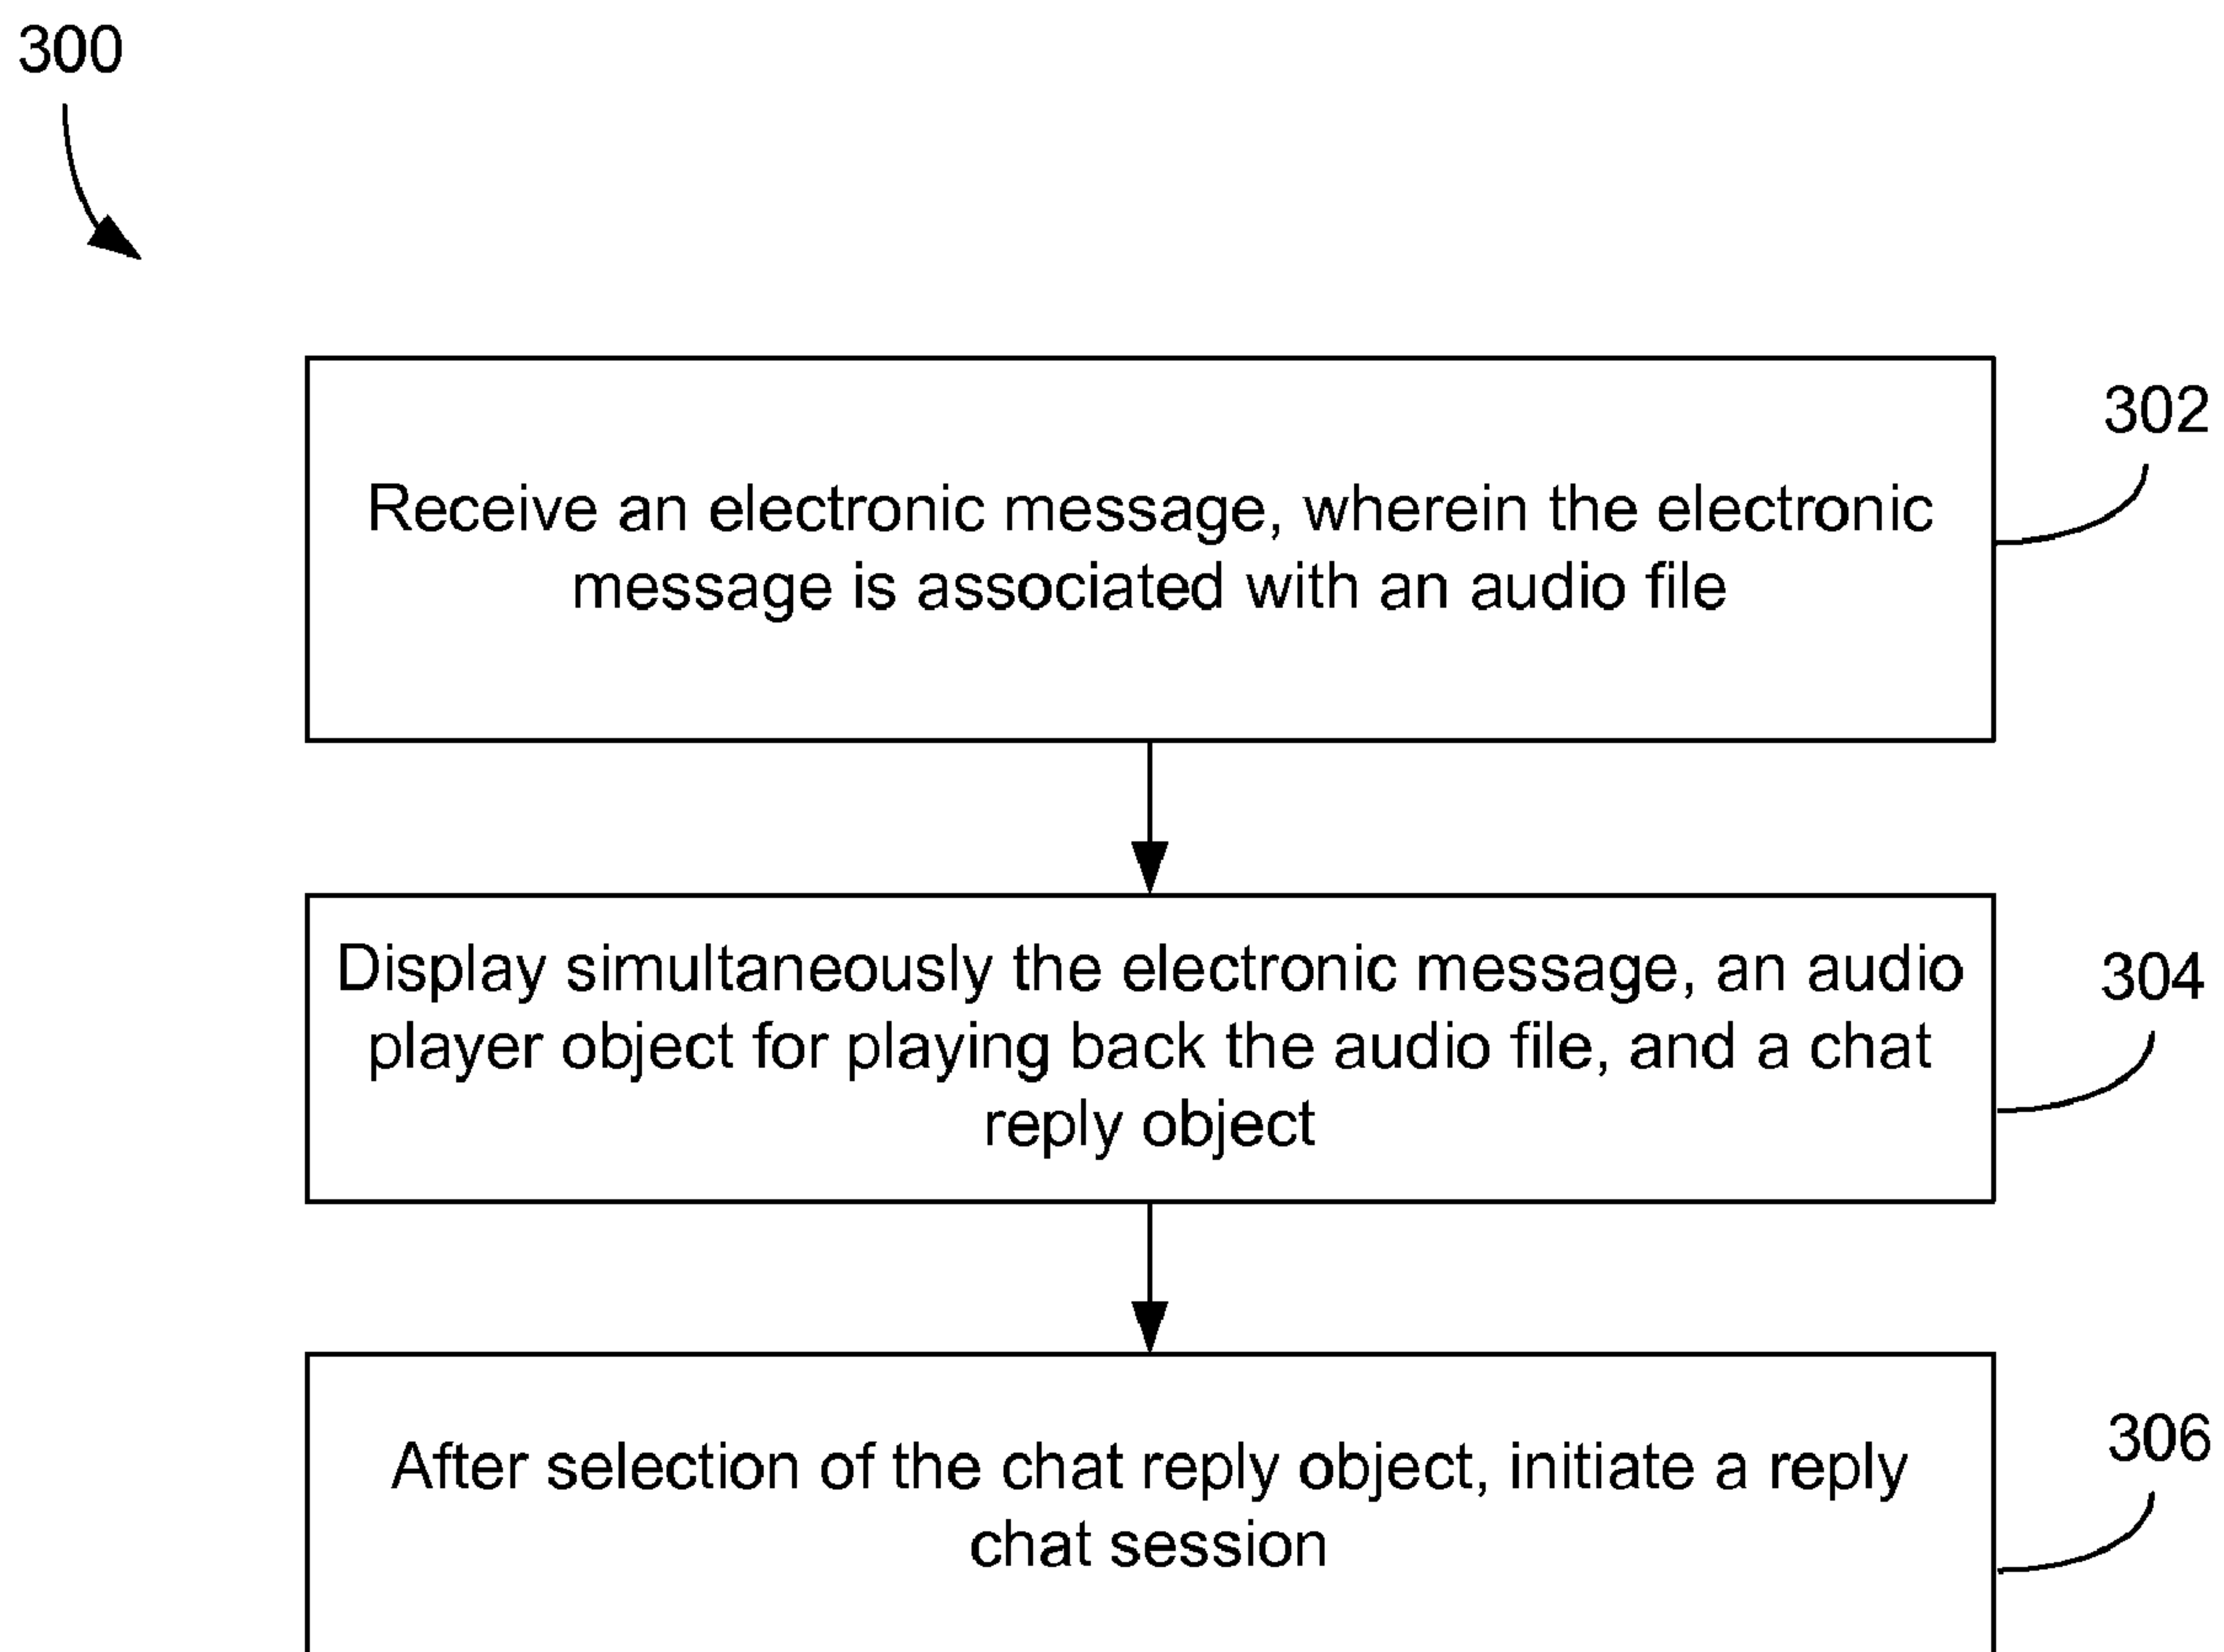 300
302
Receive an electronic message, wherein the electronic
message is associated with an audio file
304
Display simultaneously the electronic message, an audio
player object for playing back the audio file, and a chat
reply object
306
After selection of the chat reply object, initiate a reply
chat session